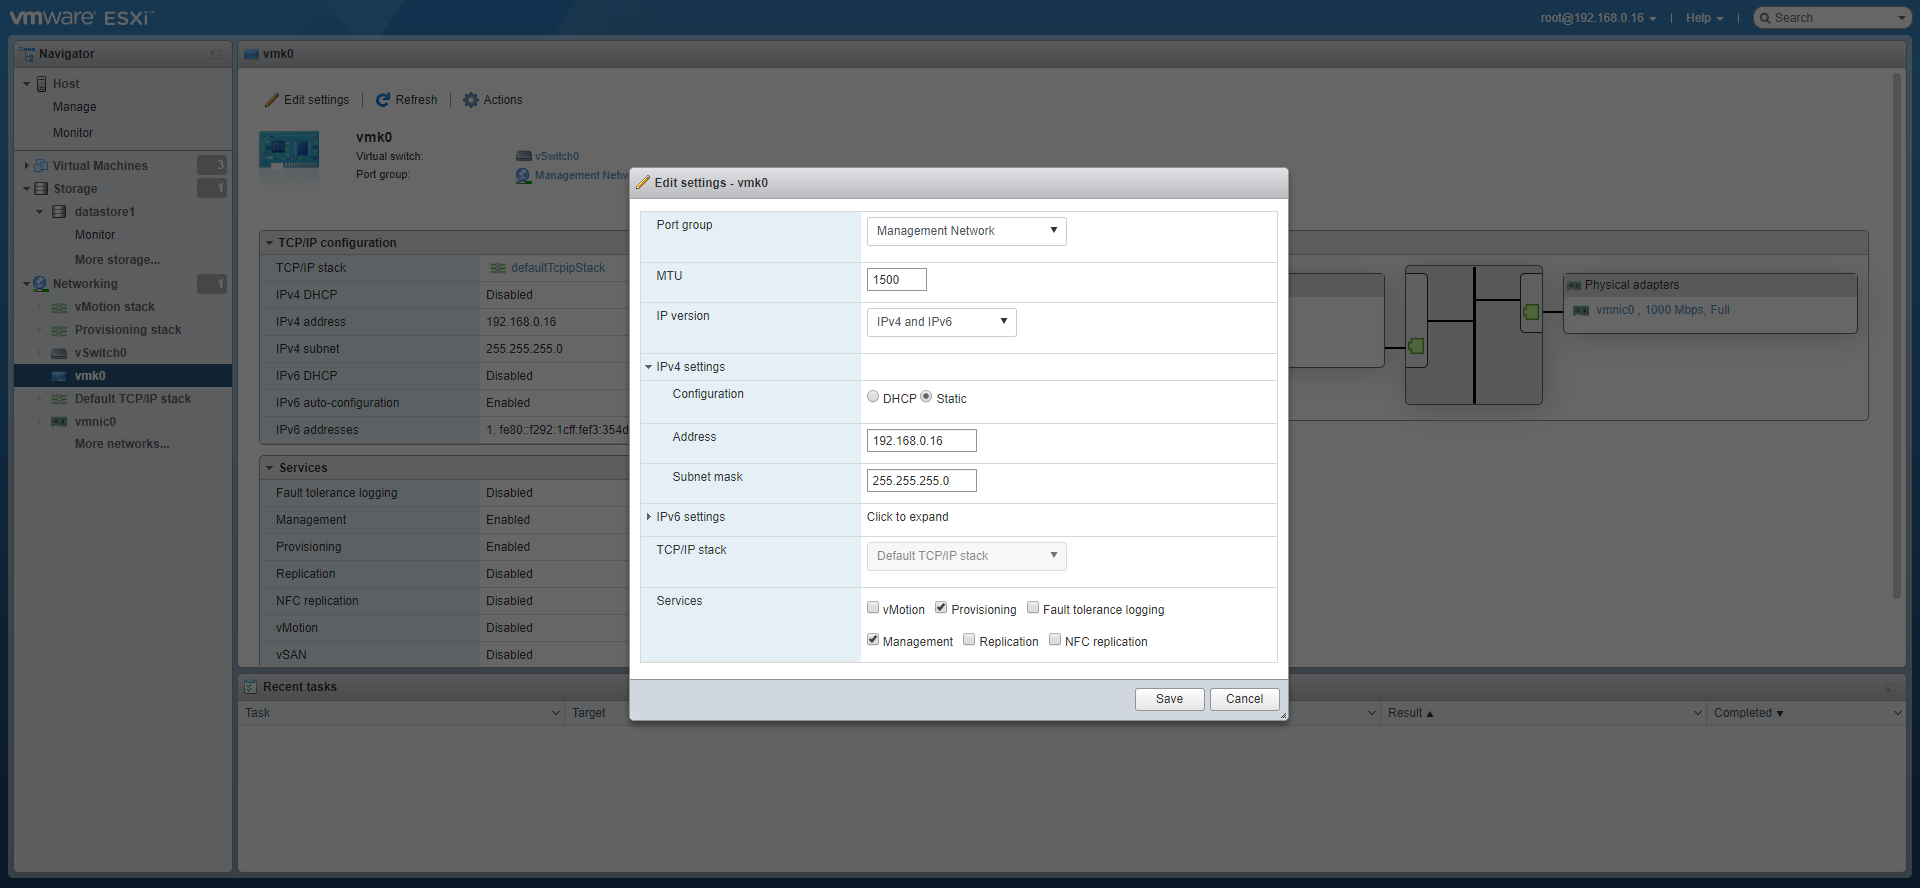 vmware ESXi™
root@192.168.0.16 | Help | Search
Navigator
Host
Manage
Monitor
Virtual Machines 3
Storage 1
datastore1
Monitor
More storage...
Networking 1
vMotion stack
Provisioning stack
vSwitch0
vmk0
Default TCP/IP stack
vmnic0
More networks...
vmk0
Edit settings | Refresh | Actions
vmk0
Virtual switch: vSwitch0
Port group: Management Netw
TCP/IP configuration
TCP/IP stack defaultTcpipStack
IPv4 DHCP Disabled
IPv4 address 192.168.0.16
IPv4 subnet 255.255.255.0
IPv6 DHCP Disabled
IPv6 auto-configuration Enabled
IPv6 addresses 1. fe80::f292:1cff:fef3:354d
Services
Fault tolerance logging Disabled
Management Enabled
Provisioning Enabled
Replication Disabled
NFC replication Disabled
vMotion Disabled
vSAN Disabled
Physical adapters
vmnic0 , 1000 Mbps, Full
Edit settings - vmk0
Port group Management Network
MTU 1500
IP version IPv4 and IPv6
IPv4 settings
Configuration DHCP Static
Address 192.168.0.16
Subnet mask 255.255.255.0
IPv6 settings Click to expand
TCP/IP stack Default TCP/IP stack
Services vMotion Provisioning Fault tolerance logging
Management Replication NFC replication
Save Cancel
Recent tasks
Task Target Result Completed